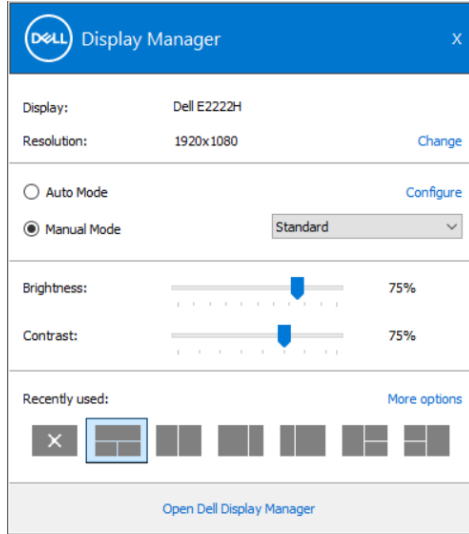 DELL Display Manager X
Display: Dell E2222H
Resolution: 1920x1080 Change
Auto Mode Configure
Manual Mode Standard
Brightness: 75%
Contrast: 75%
Recently used: More options
Open Dell Display Manager